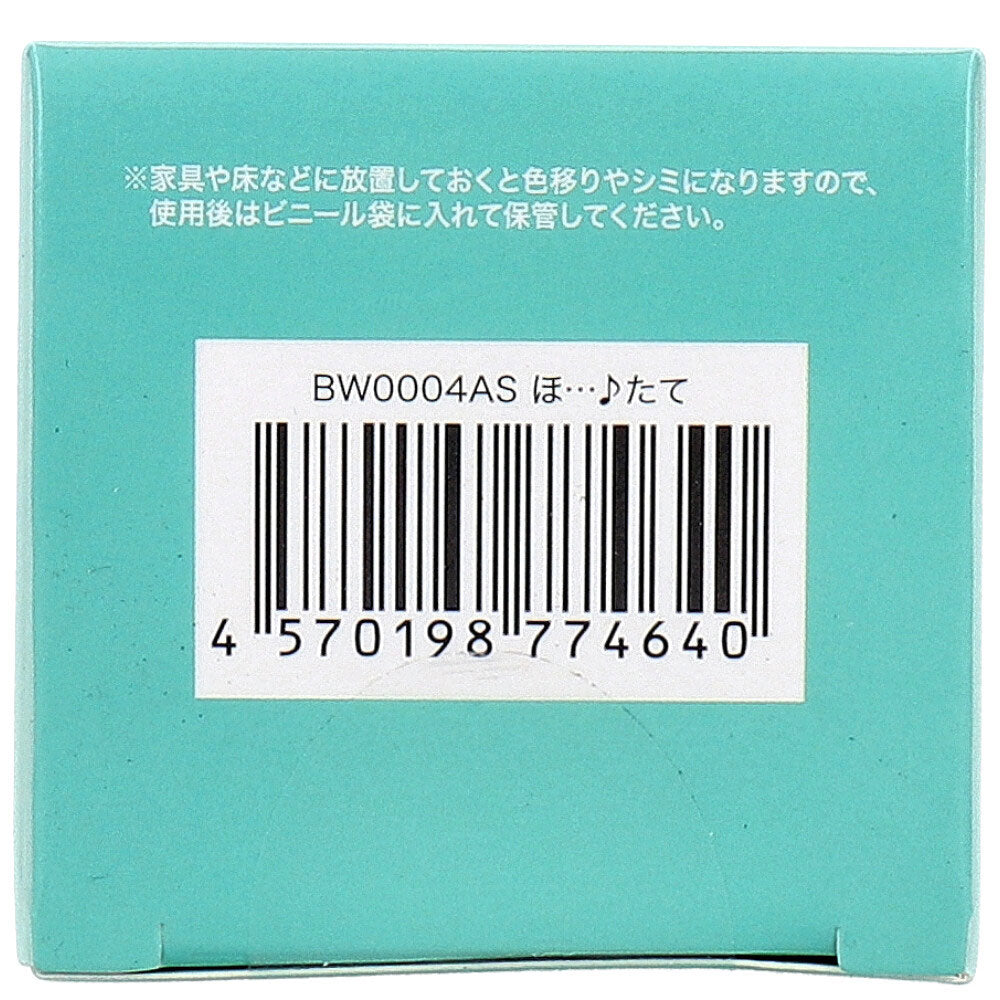 ※家具や床などに放置しておくと色移りやシミになりますので、
使用後はビニール袋に入れて保管してください。
BW0004AS ほ…♪たて
4 570198 774640